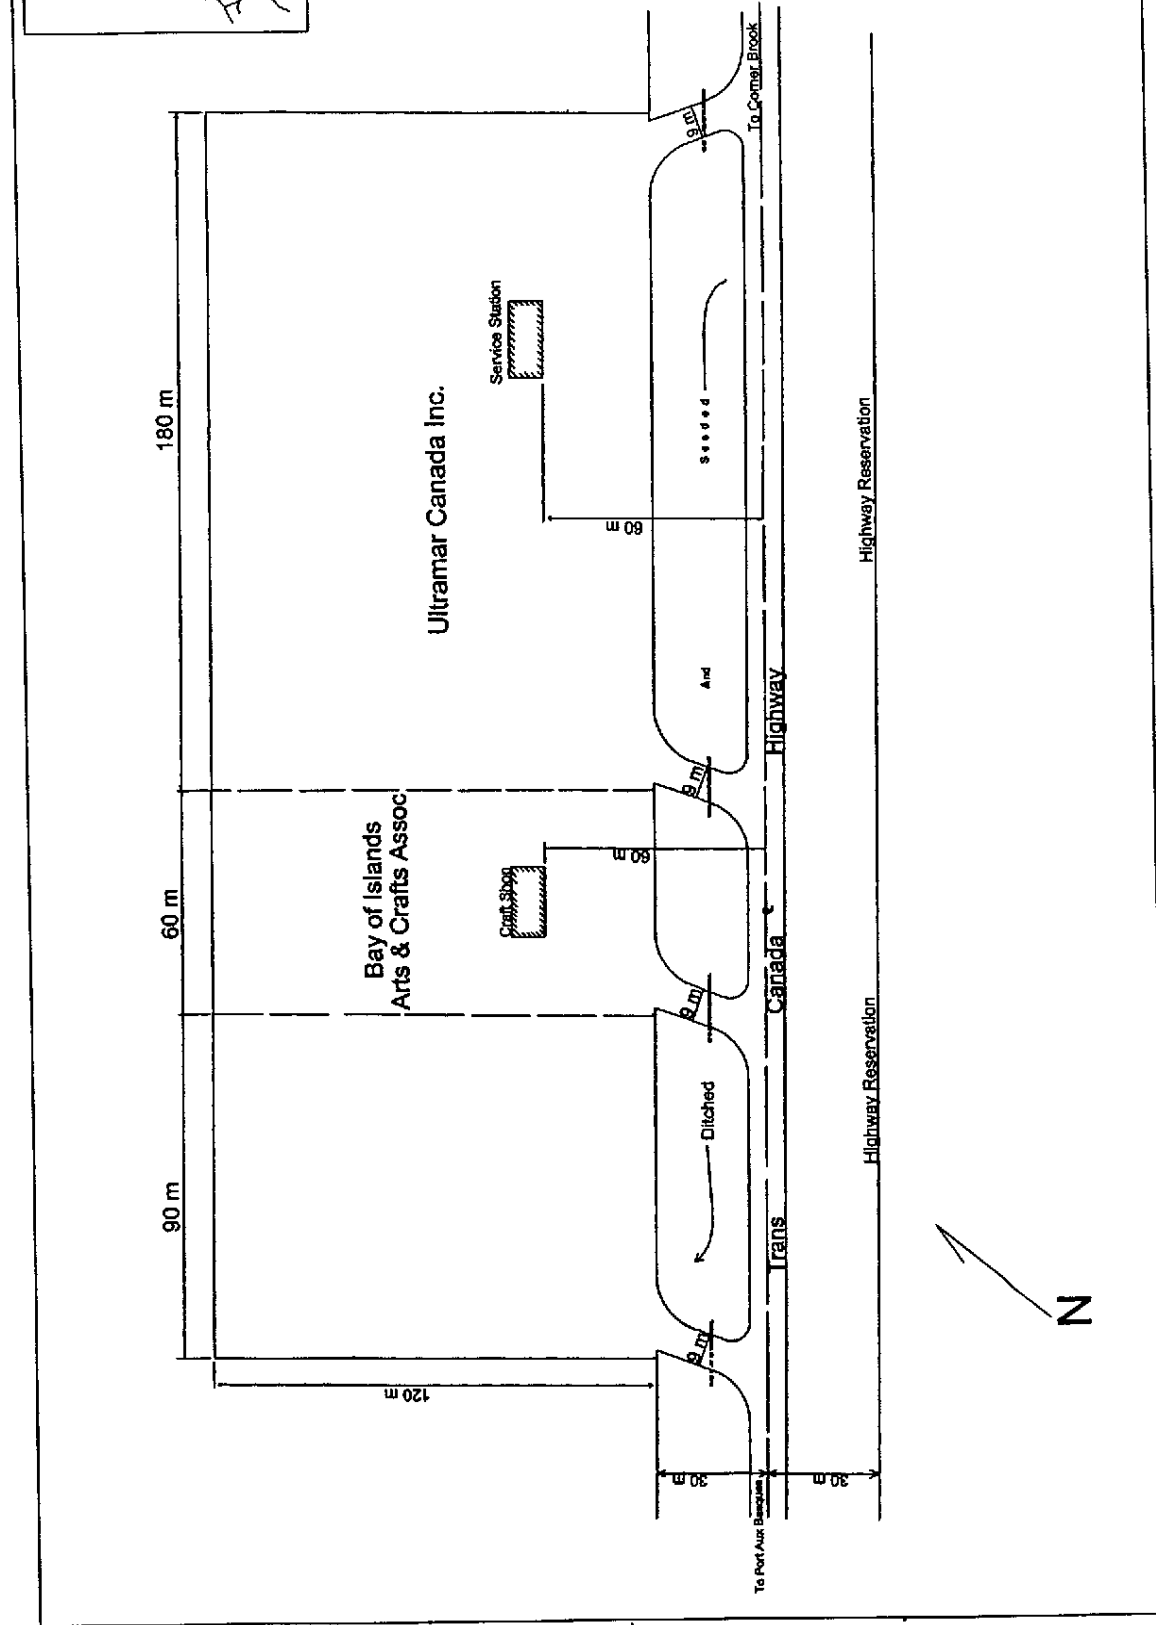 90 m
60 m
180 m
Bay of Islands
Arts & Crafts Assoc
Ultramar Canada Inc.
Craft Shop
Service Station
120 m
60 m
60 m
9 m
9 m
9 m
9 m
Ditched
And
Seeded
30 m
30 m
To Port Aux Basques
Trans Canada Highway
To Corner Brook
Highway Reservation
Highway Reservation
N